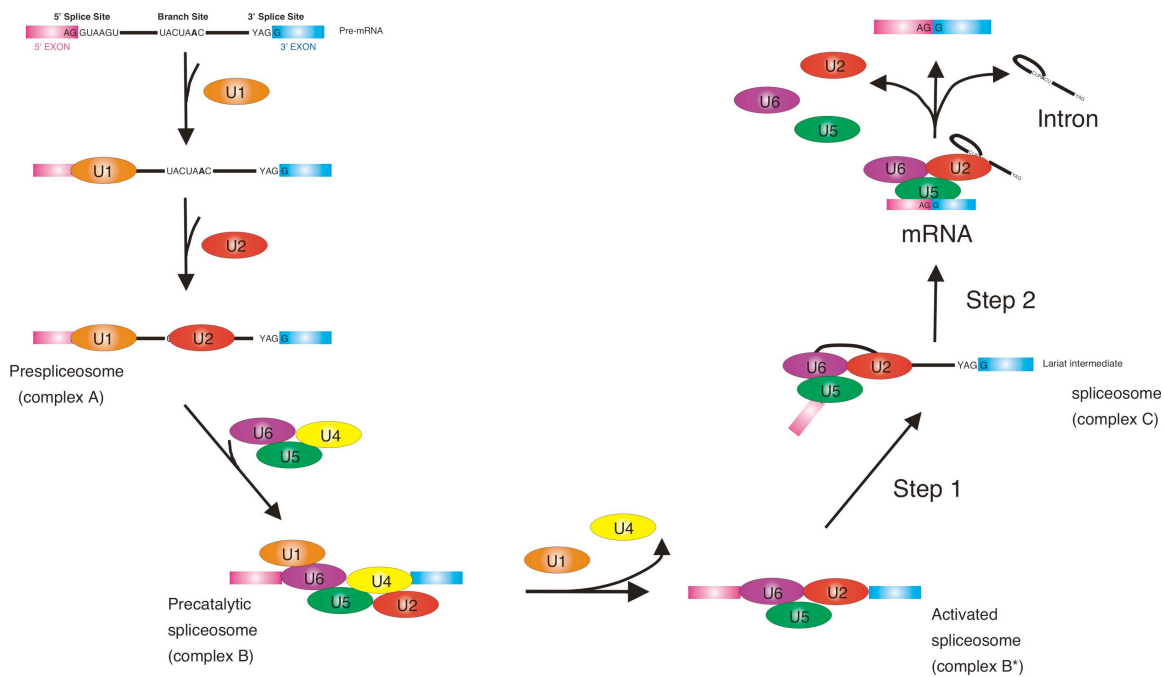 5' Splice Site Branch Site 3' Splice Site
AG GUAAGU UACUAAC YAG G Pre-mRNA
5' EXON 3' EXON
U1
U1 UACUAAC YAG G
U2
U1 U2 YAG G
Prespliceosome
(complex A)
U6 U4
U5
U1
U6 U4
U5 U2
Precatalytic
spliceosome
(complex B)
U4
U1
U6 U2
U5
Activated
spliceosome
(complex B*)
Step 1
U6 U2 YAG G Lariat intermediate
U5
spliceosome
(complex C)
Step 2
mRNA
AG G
U5
U6 U2
YAG
AG G
U2
U6
U5
YAG
Intron